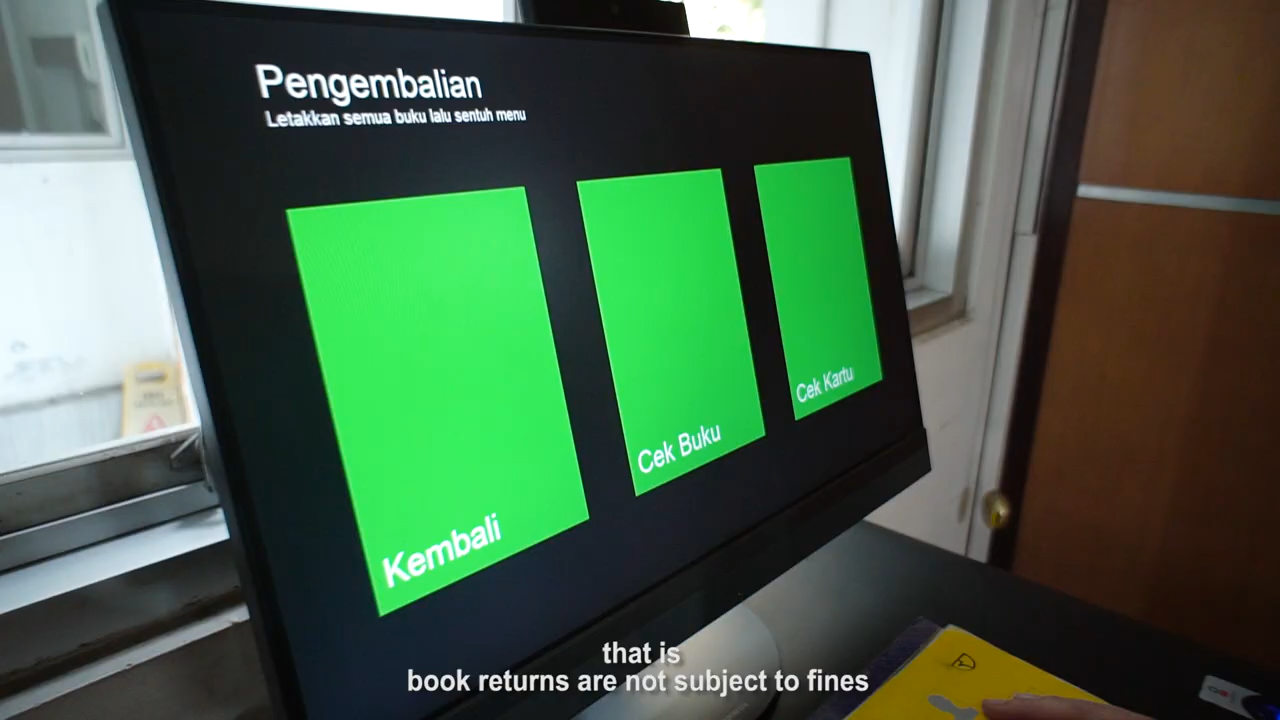 Pengembalian
Letakkan semua buku lalu sentuh menu
Kembali
Cek Buku
Cek Kartu
that is
book returns are not subject to fines